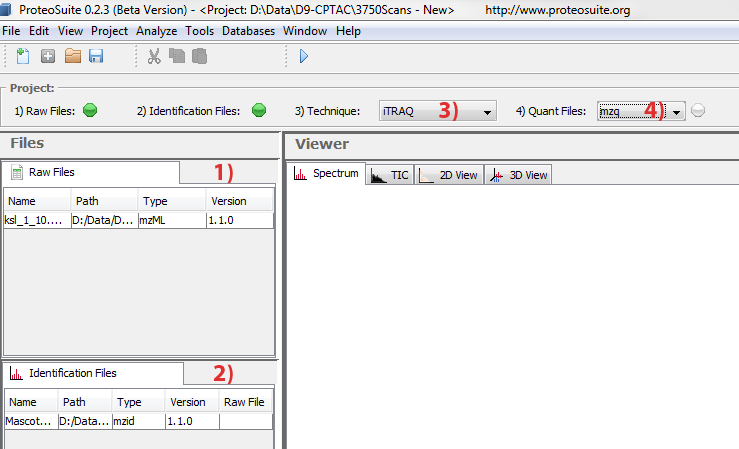 ProteoSuite 0.2.3 (Beta Version) - <Project: D:\Data\D9-CPTAC\3750Scans - New> http://www.proteosuite.org
File Edit View Project Analyze Tools Databases Window Help
Project:
1) Raw Files: 2) Identification Files: 3) Technique: iTRAQ 3) 4) Quant Files: mzq 4)
Files Viewer
Raw Files 1) Spectrum TIC 2D View 3D View
Name Path Type Version
ksl_1_10.... D:/Data/D... mzML 1.1.0
Identification Files 2)
Name Path Type Version Raw File
Mascot... D:/Data... mzid 1.1.0